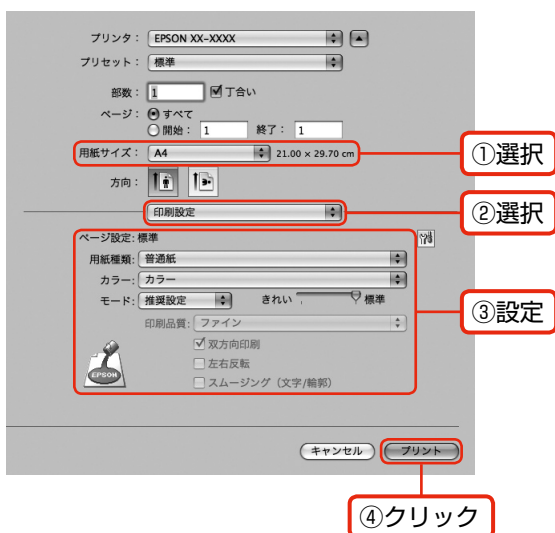 プリンタ： EPSON XX-XXXX
プリセット： 標準
部数： 1 丁合い
ページ： すべて
開始： 1 終了： 1
用紙サイズ： A4 21.00 × 29.70 cm
①選択
方向：
印刷設定
②選択
ページ設定: 標準
用紙種類: 普通紙
カラー: カラー
モード: 推奨設定 きれい 標準
③設定
印刷品質: ファイン
双方向印刷
左右反転
スムージング（文字/輪郭）
EPSON
キャンセル プリント
④クリック